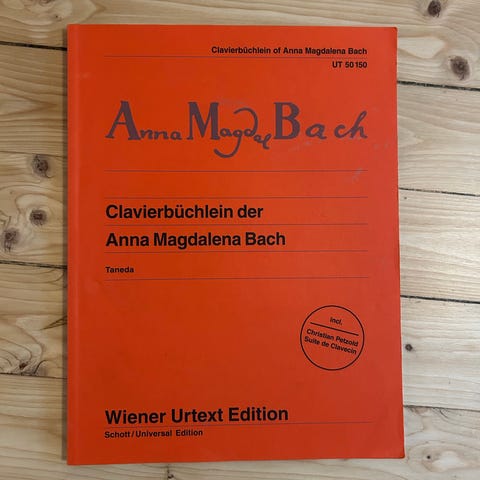 Clavierbüchlein of Anna Magdalena Bach
UT 50150
Anna Magdal Bach
Clavierbüchlein der
Anna Magdalena Bach
Taneda
incl.
Christian Petzold
Suite de Clavecin
Wiener Urtext Edition
Schott/Universal Edition